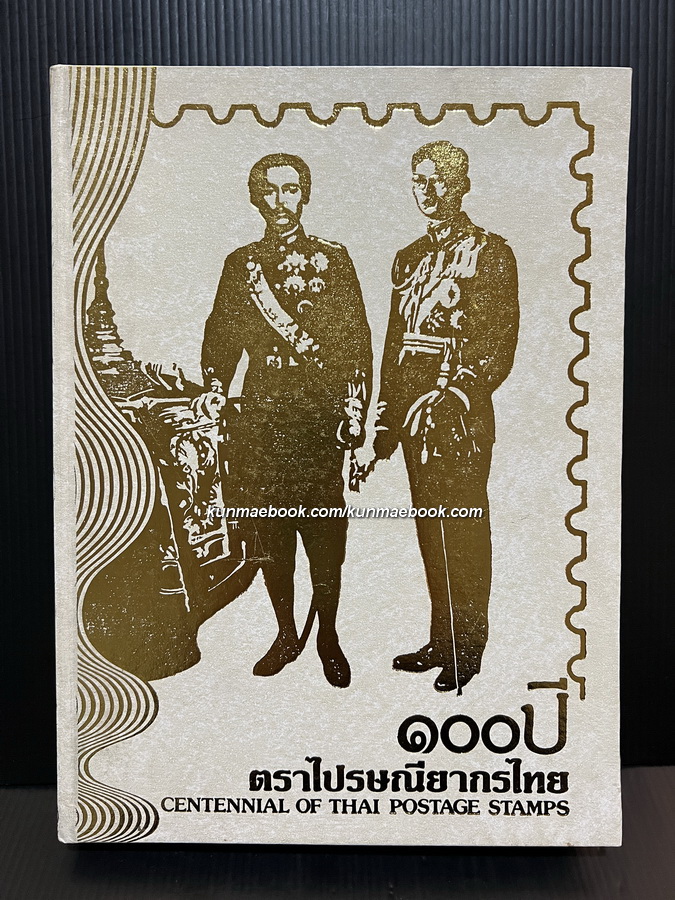 kunmaebook.com/kunmaebook.com
๑๐๐ปี
ตราไปรษณียากรไทย
CENTENNIAL OF THAI POSTAGE STAMPS